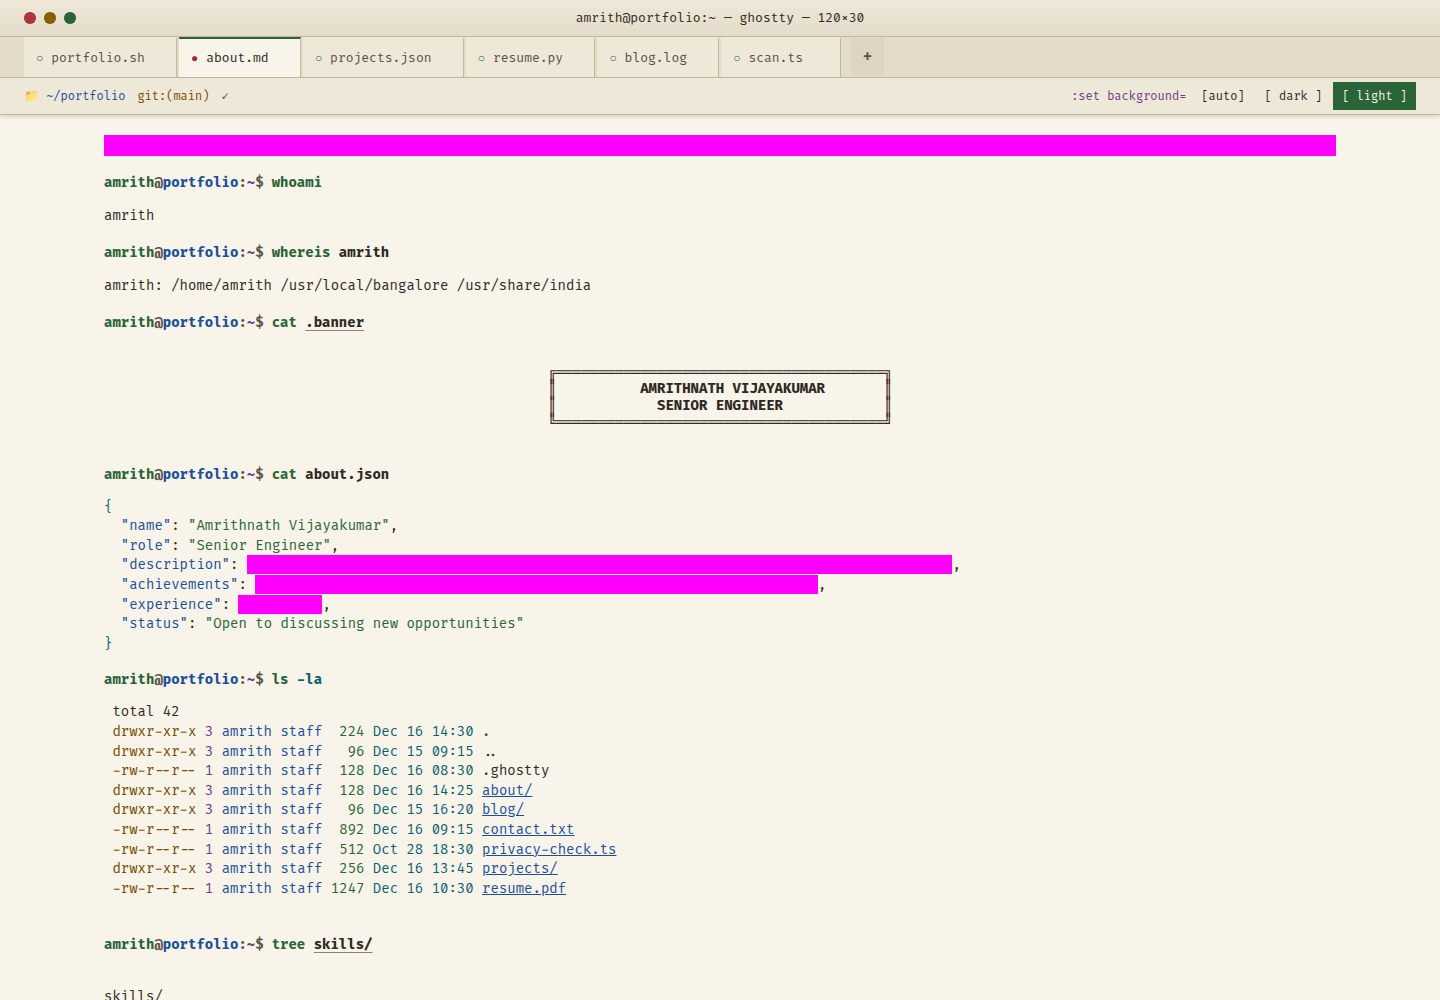 amrith@portfolio:~ — ghostty — 120×30
○ portfolio.sh
● about.md
○ projects.json
○ resume.py
○ blog.log
○ scan.ts
+
📁 ~/portfolio git:(main) ✓
:set background= [auto] [ dark ] [ light ]
amrith@portfolio:~$ whoami
amrith
amrith@portfolio:~$ whereis amrith
amrith: /home/amrith /usr/local/bangalore /usr/share/india
amrith@portfolio:~$ cat .banner
AMRITHNATH VIJAYAKUMAR
SENIOR ENGINEER
amrith@portfolio:~$ cat about.json
{
"name": "Amrithnath Vijayakumar",
"role": "Senior Engineer",
"description": ,
"achievements": ,
"experience": ,
"status": "Open to discussing new opportunities"
}
amrith@portfolio:~$ ls -la
total 42
drwxr-xr-x 3 amrith staff 224 Dec 16 14:30 .
drwxr-xr-x 3 amrith staff 96 Dec 15 09:15 ..
-rw-r--r-- 1 amrith staff 128 Dec 16 08:30 .ghostty
drwxr-xr-x 3 amrith staff 128 Dec 16 14:25 about/
drwxr-xr-x 3 amrith staff 96 Dec 15 16:20 blog/
-rw-r--r-- 1 amrith staff 892 Dec 16 09:15 contact.txt
-rw-r--r-- 1 amrith staff 512 Oct 28 18:30 privacy-check.ts
drwxr-xr-x 3 amrith staff 256 Dec 16 13:45 projects/
-rw-r--r-- 1 amrith staff 1247 Dec 16 10:30 resume.pdf
amrith@portfolio:~$ tree skills/
skills/